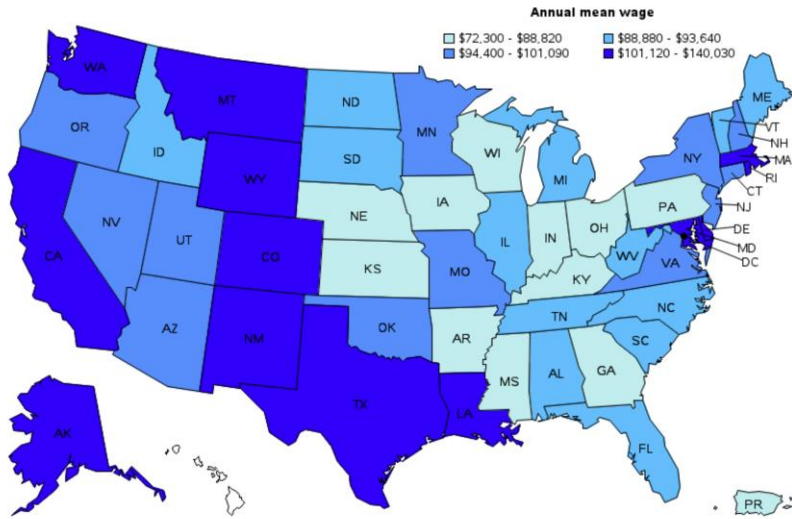 Annual mean wage
$72,300 - $88,820 $88,880 - $93,640
$94,400 - $101,090 $101,120 - $140,030
WA
MT
ND
MN
ME
VT
NH
MA
RI
CT
NJ
DE
MD
DC
OR
ID
SD
WI
MI
NY
WY
IA
PA
NE
NV
UT
CO
IL
IN
OH
WV
VA
CA
KS
MO
KY
AZ
NM
OK
TN
NC
AR
SC
TX
LA
MS
AL
GA
AK
FL
PR